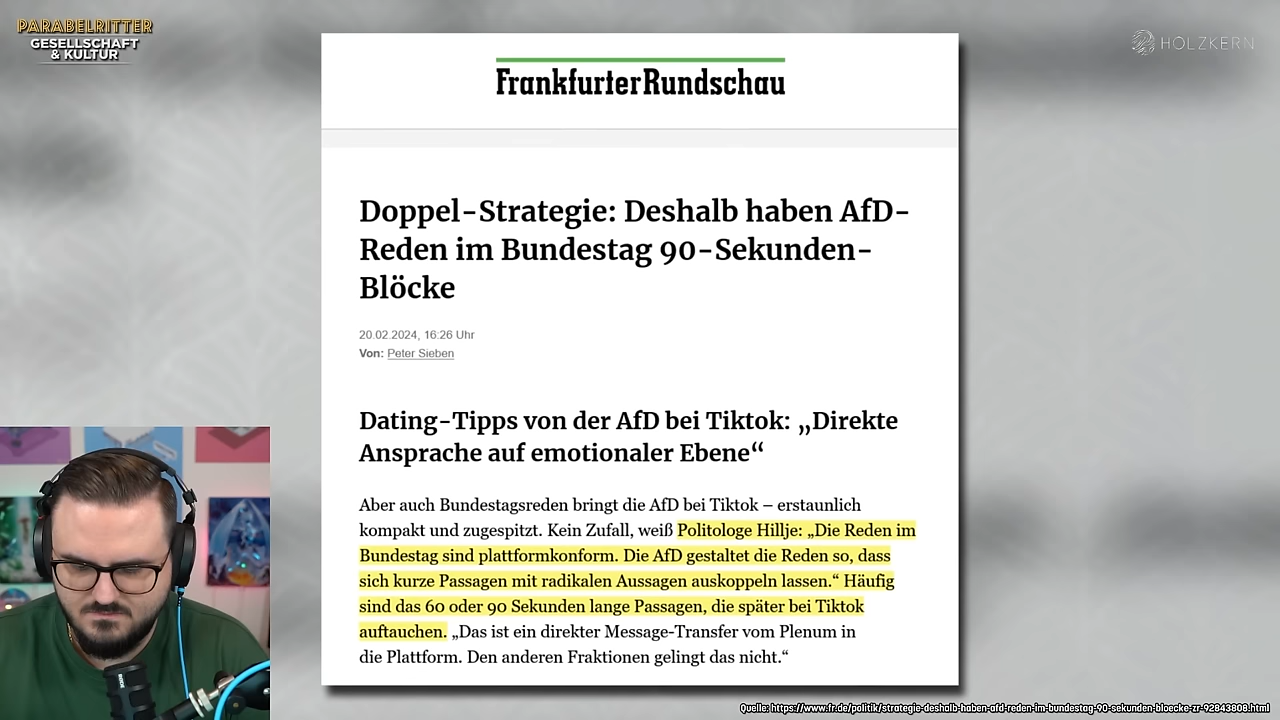 PARABELRITTER
GESELLSCHAFT
& KULTUR
HOLZKERN
Frankfurter Rundschau
Doppel-Strategie: Deshalb haben AfD-
Reden im Bundestag 90-Sekunden-
Blöcke
20.02.2024, 16:26 Uhr
Von: Peter Sieben
Dating-Tipps von der AfD bei Tiktok: „Direkte
Ansprache auf emotionaler Ebene“
Aber auch Bundestagsreden bringt die AfD bei Tiktok – erstaunlich
kompakt und zugespitzt. Kein Zufall, weiß Politologe Hillje: „Die Reden im
Bundestag sind plattformkonform. Die AfD gestaltet die Reden so, dass
sich kurze Passagen mit radikalen Aussagen auskoppeln lassen.“ Häufig
sind das 60 oder 90 Sekunden lange Passagen, die später bei Tiktok
auftauchen. „Das ist ein direkter Message-Transfer vom Plenum in
die Plattform. Den anderen Fraktionen gelingt das nicht.“
Quelle: https://www.fr.de/politik/strategie-deshalb-haben-afd-reden-im-bundestag-90-sekunden-bloecke-zr-92843808.html